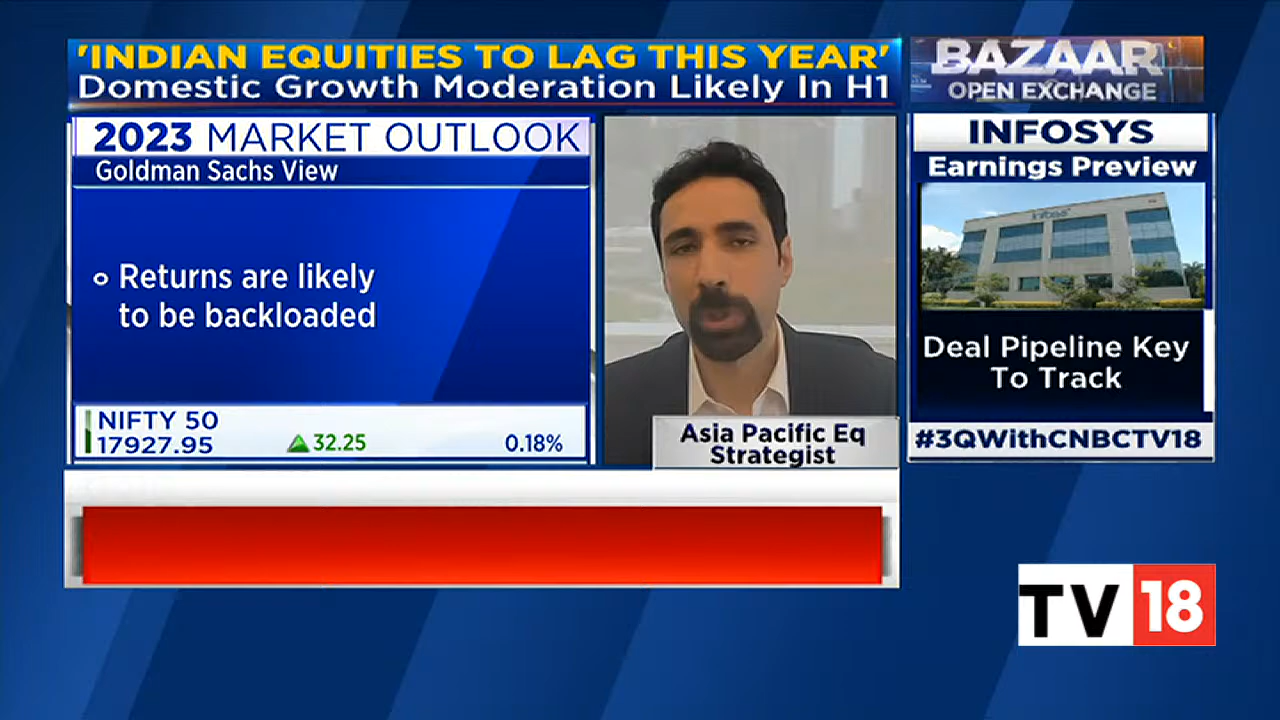 'INDIAN EQUITIES TO LAG THIS YEAR'
Domestic Growth Moderation Likely In H1
BAZAAR
OPEN EXCHANGE
2023 MARKET OUTLOOK
Goldman Sachs View
Returns are likely
to be backloaded
NIFTY 50
17927.95 32.25 0.18%
Asia Pacific Eq
Strategist
INFOSYS
Earnings Preview
Infosys
Deal Pipeline Key
To Track
#3QWithCNBCTV18
TV18